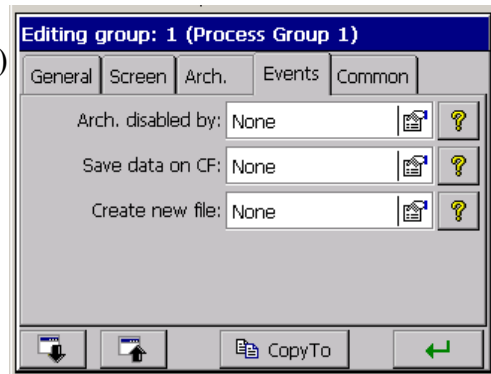 Editing group: 1 (Process Group 1)
)
General Screen Arch. Events Common
Arch. disabled by: None ?
Save data on CF: None ?
Create new file: None ?
CopyTo